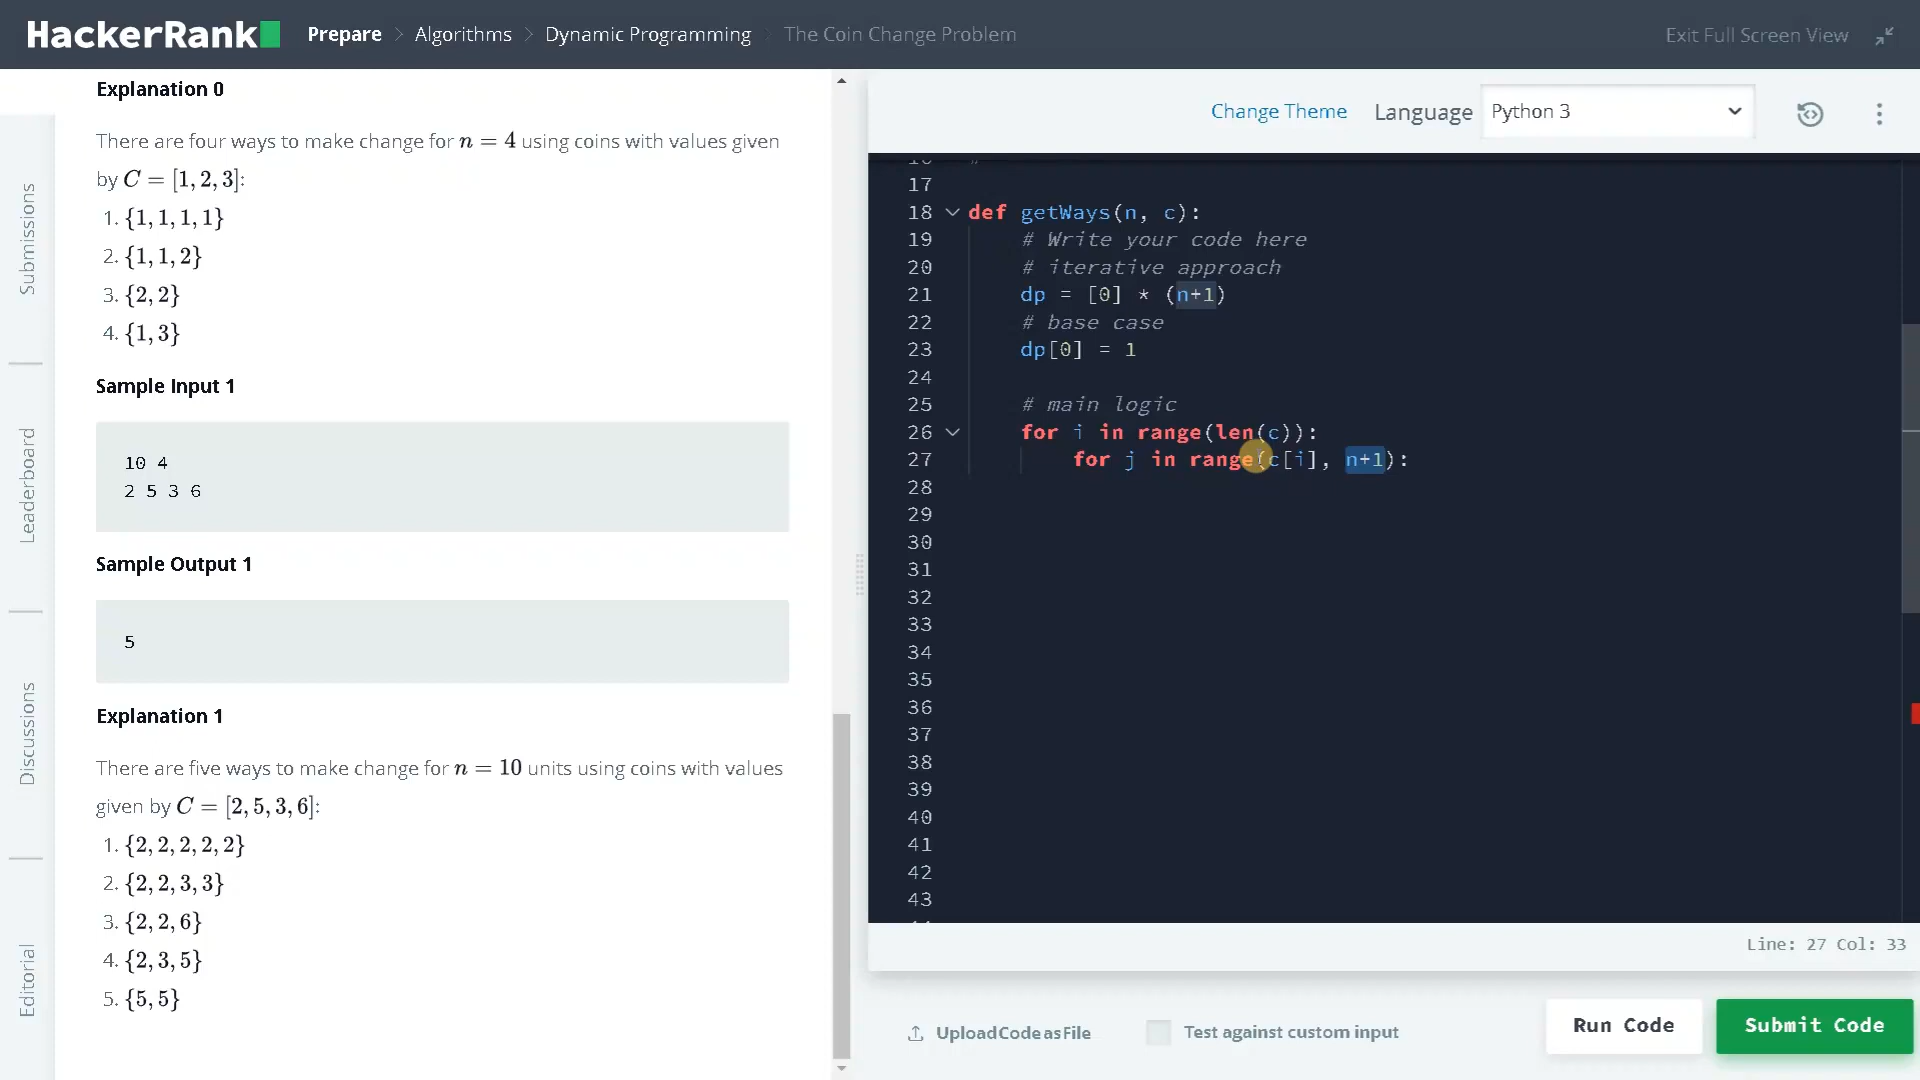 HackerRank
Prepare > Algorithms > Dynamic Programming > The Coin Change Problem
Exit Full Screen View
Submissions
Leaderboard
Discussions
Editorial
Explanation 0
There are four ways to make change for n = 4 using coins with values given
by C = [1, 2, 3]:
1. {1, 1, 1, 1}
2. {1, 1, 2}
3. {2, 2}
4. {1, 3}
Sample Input 1
10 4
2 5 3 6
Sample Output 1
5
Explanation 1
There are five ways to make change for n = 10 units using coins with values
given by C = [2, 5, 3, 6]:
1. {2, 2, 2, 2, 2}
2. {2, 2, 3, 3}
3. {2, 2, 6}
4. {2, 3, 5}
5. {5, 5}
Change Theme Language Python 3
17
18 def getWays(n, c):
19 # Write your code here
20 # iterative approach
21 dp = [0] * (n+1)
22 # base case
23 dp[0] = 1
24
25 # main logic
26 for i in range(len(c)):
27 for j in range(c[i], n+1):
28
29
30
31
32
33
34
35
36
37
38
39
40
41
42
43
Line: 27 Col: 33
Upload Code as File
Test against custom input
Run Code
Submit Code